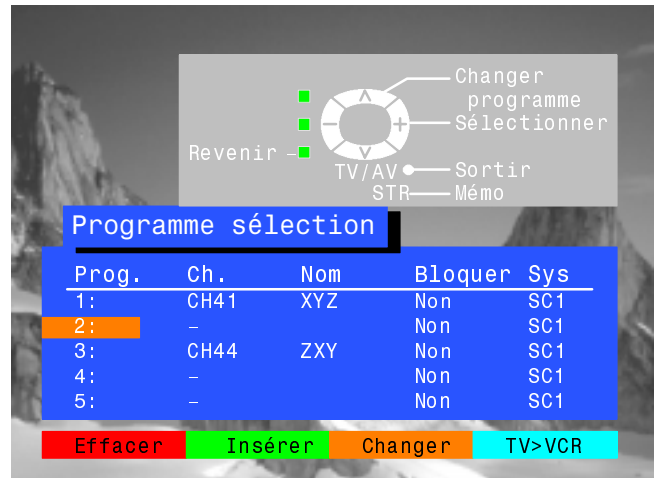 Changer
programme
Sélectionner
Revenir
TV/AV Sortir
STR Mémo
Programme sélection
Prog. Ch. Nom Bloquer Sys
1: CH41 XYZ Non SC1
2: – Non SC1
3: CH44 ZXY Non SC1
4: – Non SC1
5: – Non SC1
Effacer Insérer Changer TV>VCR